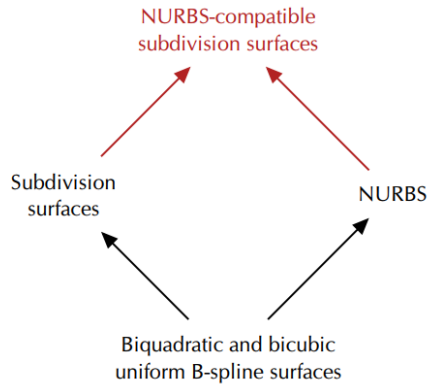 NURBS-compatible
subdivision surfaces
Subdivision
surfaces
NURBS
Biquadratic and bicubic
uniform B-spline surfaces